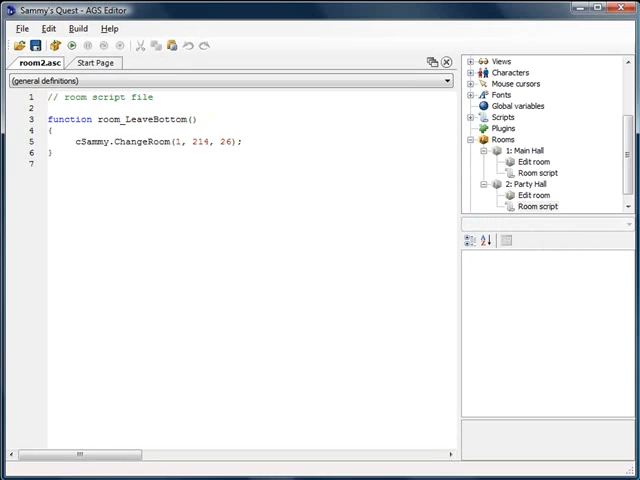 Sammy's Quest - AGS Editor
File Edit Build Help
room2.asc Start Page
(general definitions)
1 // room script file
2
3 function room_LeaveBottom()
4 {
5 cSammy.ChangeRoom(1, 214, 26);
6 }
7
Views
Characters
Mouse cursors
Fonts
Global variables
Scripts
Plugins
Rooms
1: Main Hall
Edit room
Room script
2: Party Hall
Edit room
Room script